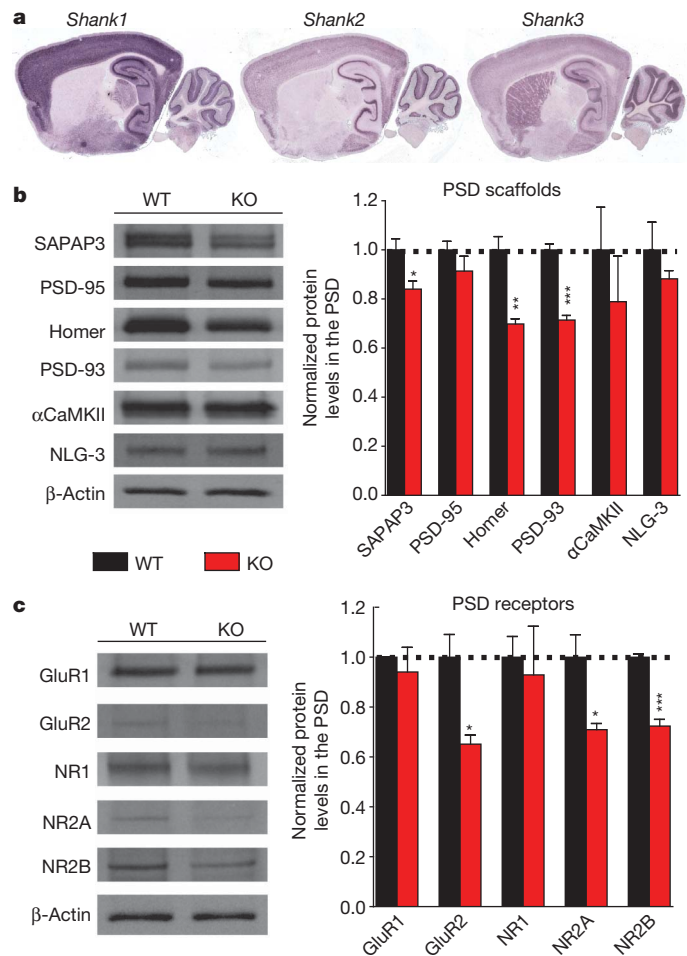 a
Shank1 Shank2 Shank3
b
WT KO
SAPAP3
PSD-95
Homer
PSD-93
αCaMKII
NLG-3
β-Actin
PSD scaffolds
Normalized protein
levels in the PSD
1.2
1.0
0.8
0.6
0.4
0.2
0.0
*
**
***
SAPAP3 PSD-95 Homer PSD-93 αCaMKII NLG-3
WT KO
c
WT KO
GluR1
GluR2
NR1
NR2A
NR2B
β-Actin
PSD receptors
Normalized protein
levels in the PSD
1.2
1.0
0.8
0.6
0.4
0.2
0.0
*
*
***
GluR1 GluR2 NR1 NR2A NR2B